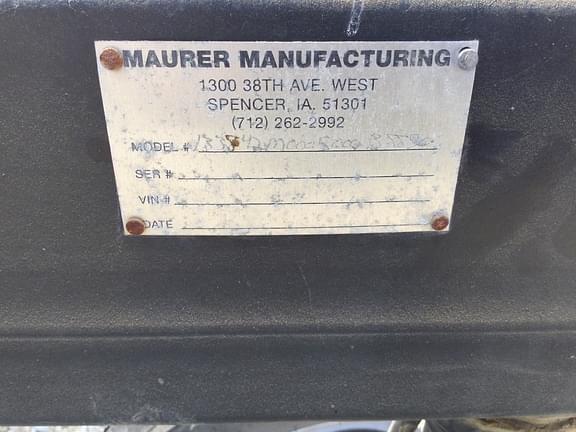 MAURER MANUFACTURING
1300 38TH AVE. WEST
SPENCER, IA. 51301
(712) 262-2992
MODEL #
SER #
VIN #
DATE